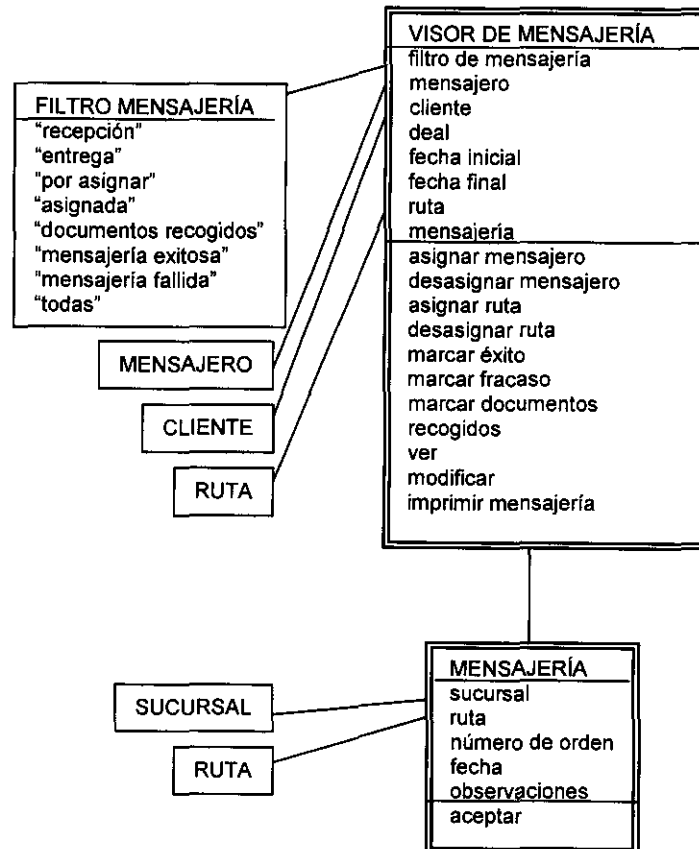 VISOR DE MENSAJERÍA
filtro de mensajería
mensajero
cliente
deal
fecha inicial
fecha final
ruta
mensajería
asignar mensajero
desasignar mensajero
asignar ruta
desasignar ruta
marcar éxito
marcar fracaso
marcar documentos
recogidos
ver
modificar
imprimir mensajería
FILTRO MENSAJERÍA
"recepción"
"entrega"
"por asignar"
"asignada"
"documentos recogidos"
"mensajería exitosa"
"mensajería fallida"
"todas"
MENSAJERO
CLIENTE
RUTA
MENSAJERÍA
sucursal
ruta
número de orden
fecha
observaciones
aceptar
SUCURSAL
RUTA